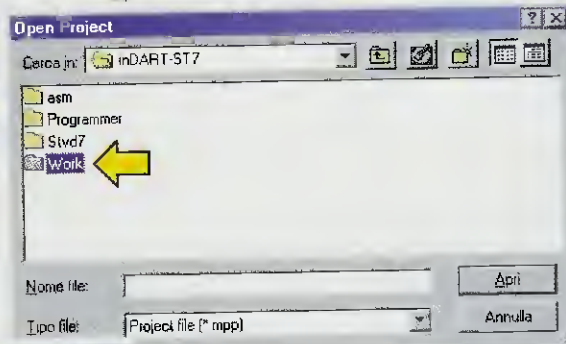 Open Project
Cerca in: inDART-ST7
asm
Programmer
Stvd7
Work
Nome file:
Apri
Tipo file: Project file (*.mpp)
Annulla